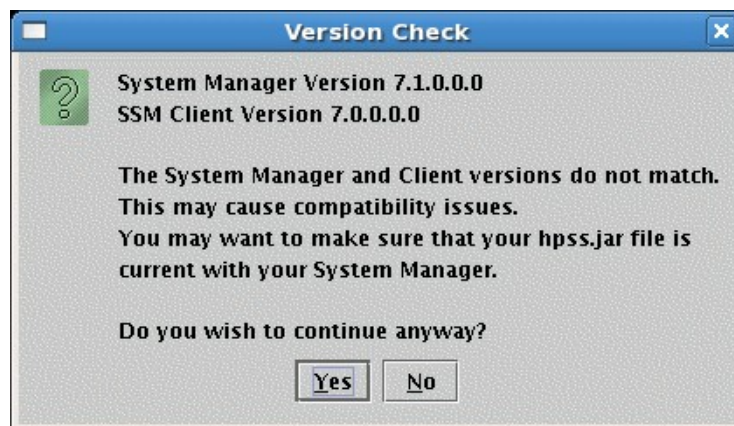 Version Check
System Manager Version 7.1.0.0.0
SSM Client Version 7.0.0.0.0
The System Manager and Client versions do not match.
This may cause compatibility issues.
You may want to make sure that your hpss.jar file is
current with your System Manager.
Do you wish to continue anyway?
Yes No